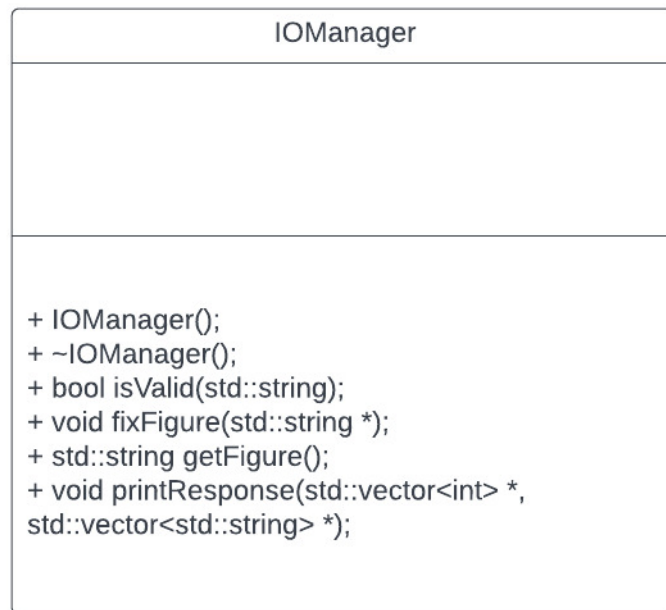 IOManager
+ IOManager();
+ ~IOManager();
+ bool isValid(std::string);
+ void fixFigure(std::string *);
+ std::string getFigure();
+ void printResponse(std::vector<int> *,
std::vector<std::string> *);